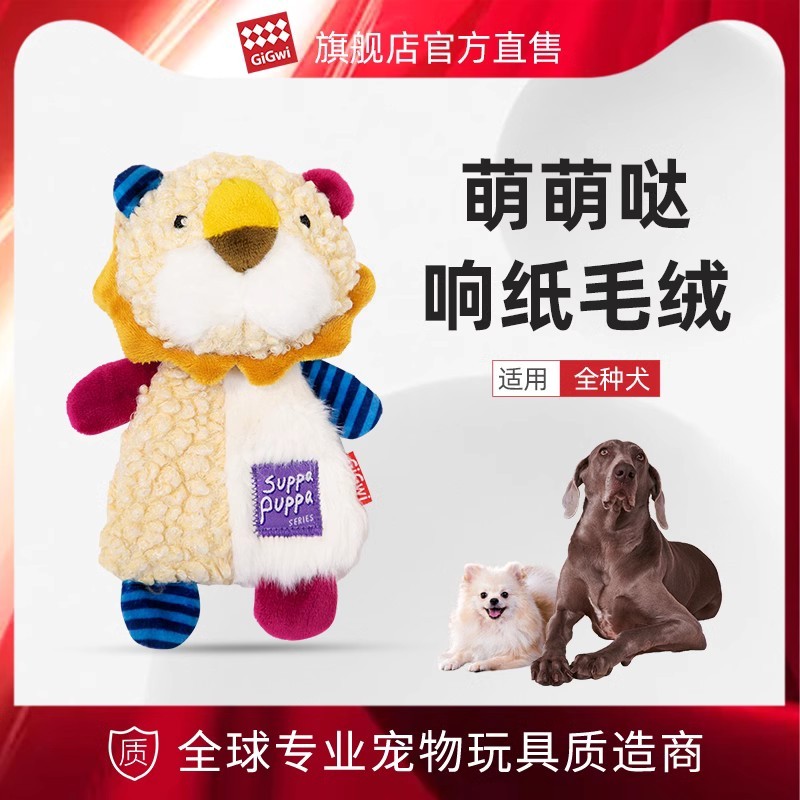 GiGwi
旗舰店官方直售
萌萌哒
响纸毛绒
适用 全种犬
GiGwi
Suppa
puppa
SERIES
质 全球专业宠物玩具质造商